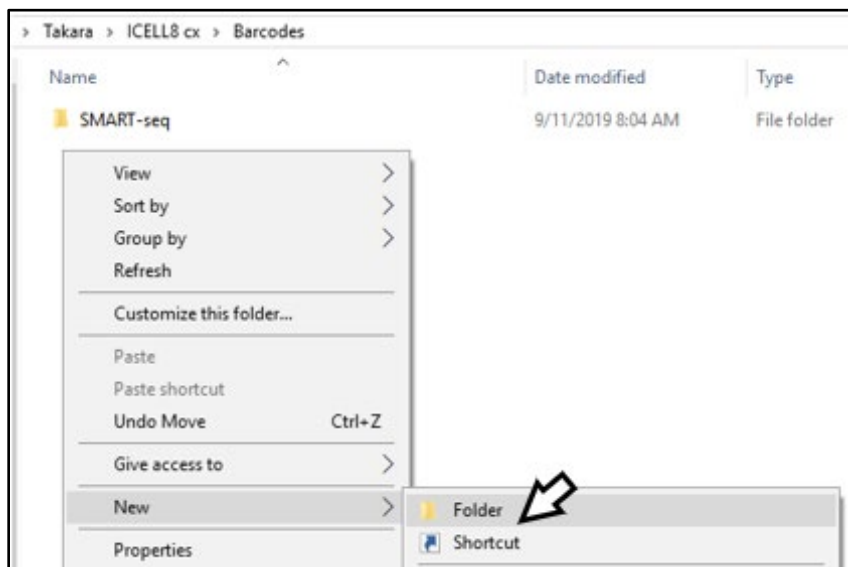 › Takara › ICELL8 cx › Barcodes
Name Date modified Type
SMART-seq 9/11/2019 8:04 AM File folder
View
Sort by
Group by
Refresh
Customize this folder...
Paste
Paste shortcut
Undo Move Ctrl+Z
Give access to
New
Folder
Shortcut
Properties